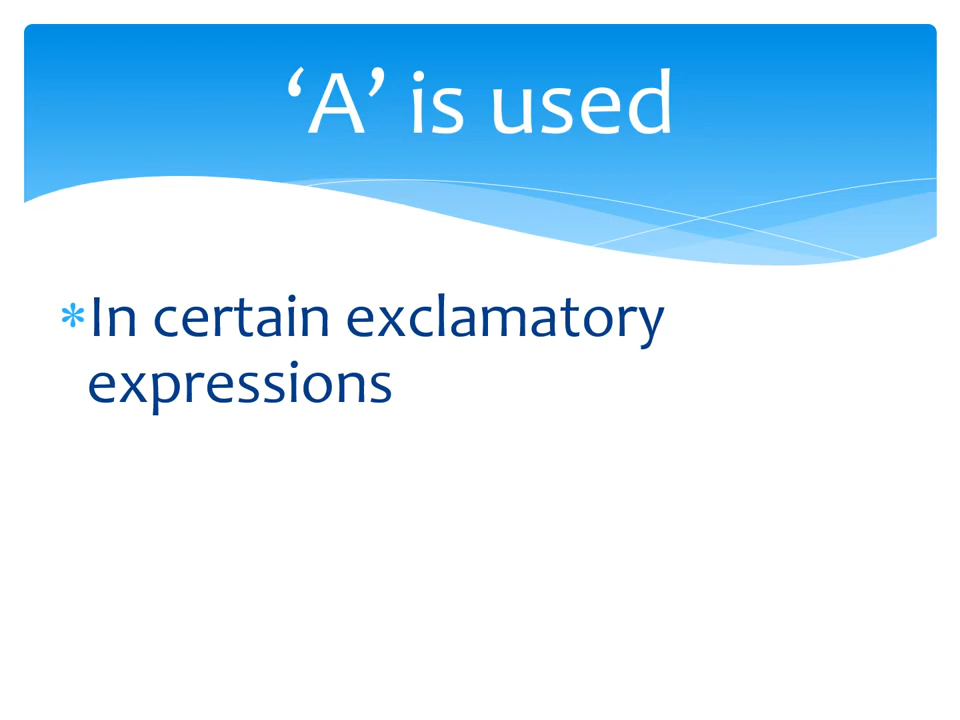 ‘A’ is used
*In certain exclamatory
expressions